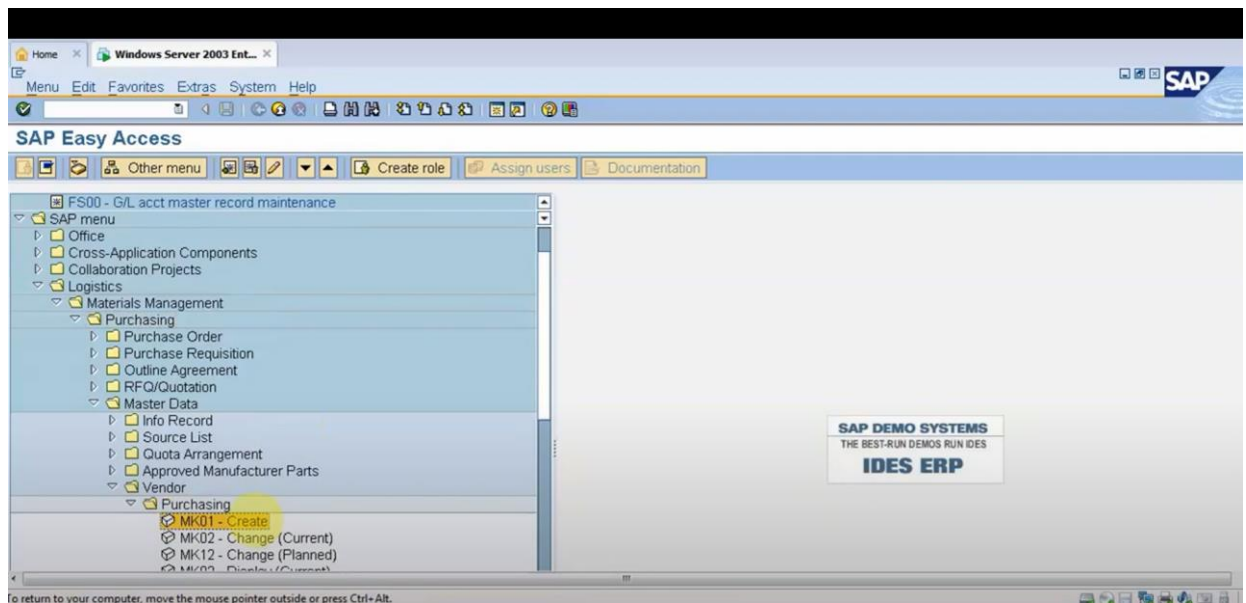 Home
Windows Server 2003 Ent...
Menu Edit Favorites Extras System Help
SAP
SAP Easy Access
Other menu Create role Assign users Documentation
FS00 - G/L acct master record maintenance
SAP menu
Office
Cross-Application Components
Collaboration Projects
Logistics
Materials Management
Purchasing
Purchase Order
Purchase Requisition
Outline Agreement
RFQ/Quotation
Master Data
Info Record
Source List
Quota Arrangement
Approved Manufacturer Parts
Vendor
Purchasing
MK01 - Create
MK02 - Change (Current)
MK12 - Change (Planned)
MK03 - Display (Current)
SAP DEMO SYSTEMS
THE BEST-RUN DEMOS RUN IDES
IDES ERP
To return to your computer, move the mouse pointer outside or press Ctrl+Alt.